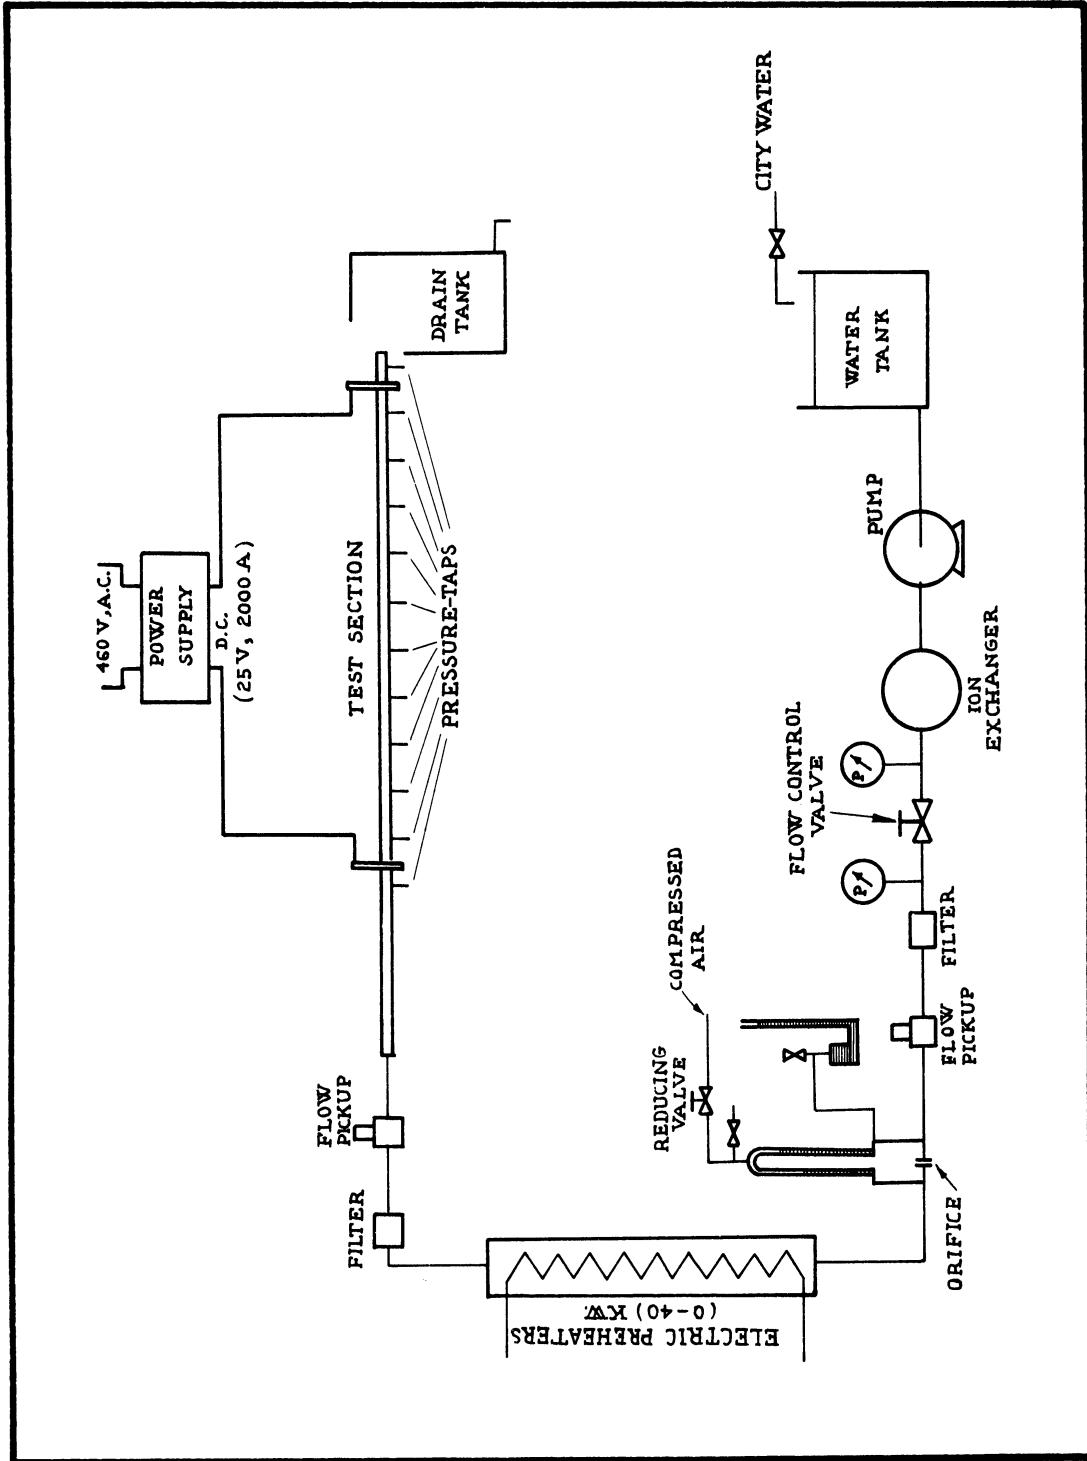 460 V, A.C.
POWER
SUPPLY
D.C.
(25 V, 2000 A)
TEST SECTION
PRESSURE-TAPS
DRAIN
TANK
FLOW
PICKUP
FILTER
ELECTRIC PREHEATERS
(0-40) KW.
REDUCING
VALVE
COMPRESSED
AIR
ORIFICE
FLOW
PICKUP
FILTER
P
FLOW CONTROL
VALVE
P
ION
EXCHANGER
PUMP
WATER
TANK
CITY WATER